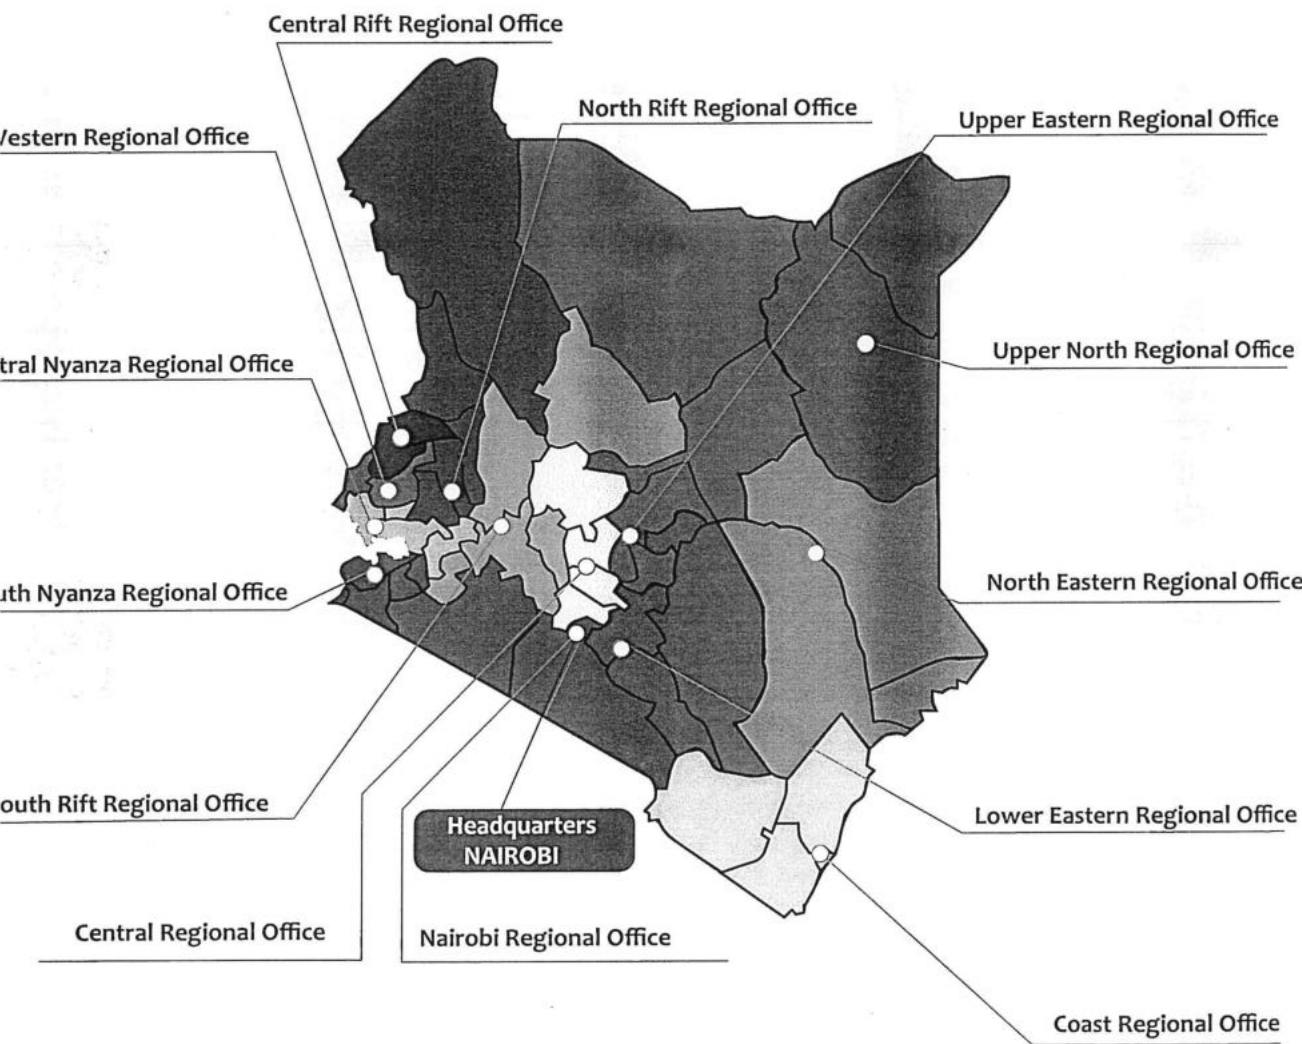 Central Rift Regional Office
North Rift Regional Office
Upper Eastern Regional Office
Western Regional Office
Upper North Regional Office
tral Nyanza Regional Office
North Eastern Regional Office
uth Nyanza Regional Office
outh Rift Regional Office
Lower Eastern Regional Office
Headquarters
NAIROBI
Central Regional Office
Nairobi Regional Office
Coast Regional Office